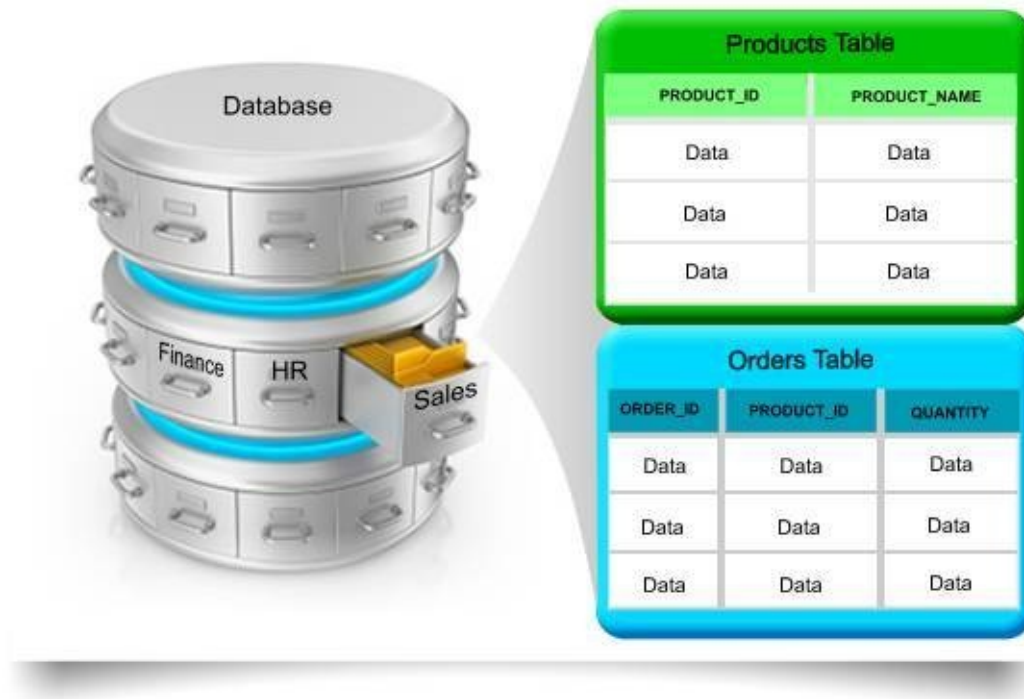 Database
Finance HR Sales
Products Table
PRODUCT_ID PRODUCT_NAME
Data Data
Data Data
Data Data
Orders Table
ORDER_ID PRODUCT_ID QUANTITY
Data Data Data
Data Data Data
Data Data Data